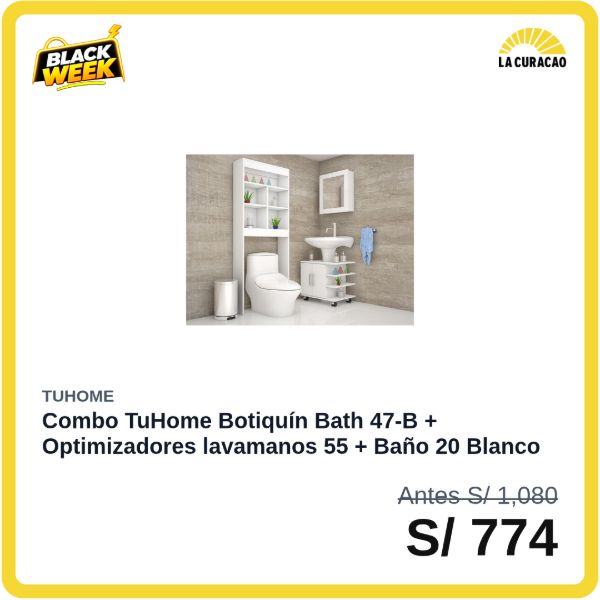 BLACK
WEEK
LA CURACAO
TUHOME
Combo TuHome Botiquín Bath 47-B +
Optimizadores lavamanos 55 + Baño 20 Blanco
Antes S/ 1,080
S/ 774